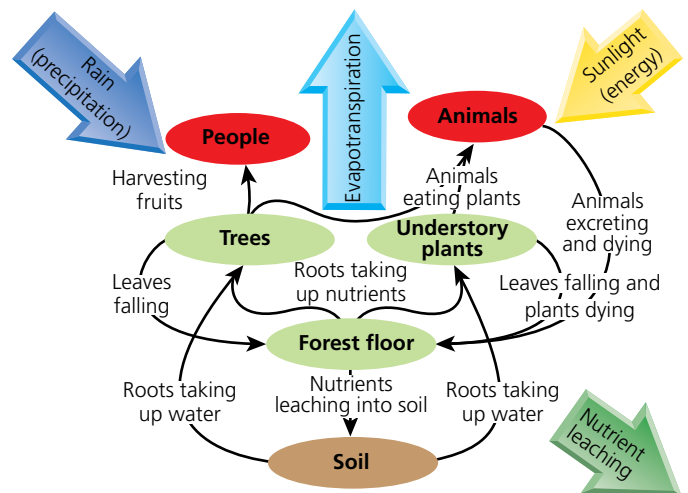 Rain
(precipitation)
Evapotranspiration
Sunlight
(energy)
People
Animals
Harvesting
fruits
Animals
eating plants
Animals
excreting
and dying
Trees
Understory
plants
Leaves
falling
Roots taking
up nutrients
Leaves falling and
plants dying
Forest floor
Roots taking
up water
Nutrients
leaching into soil
Roots taking
up water
Soil
Nutrient
leaching